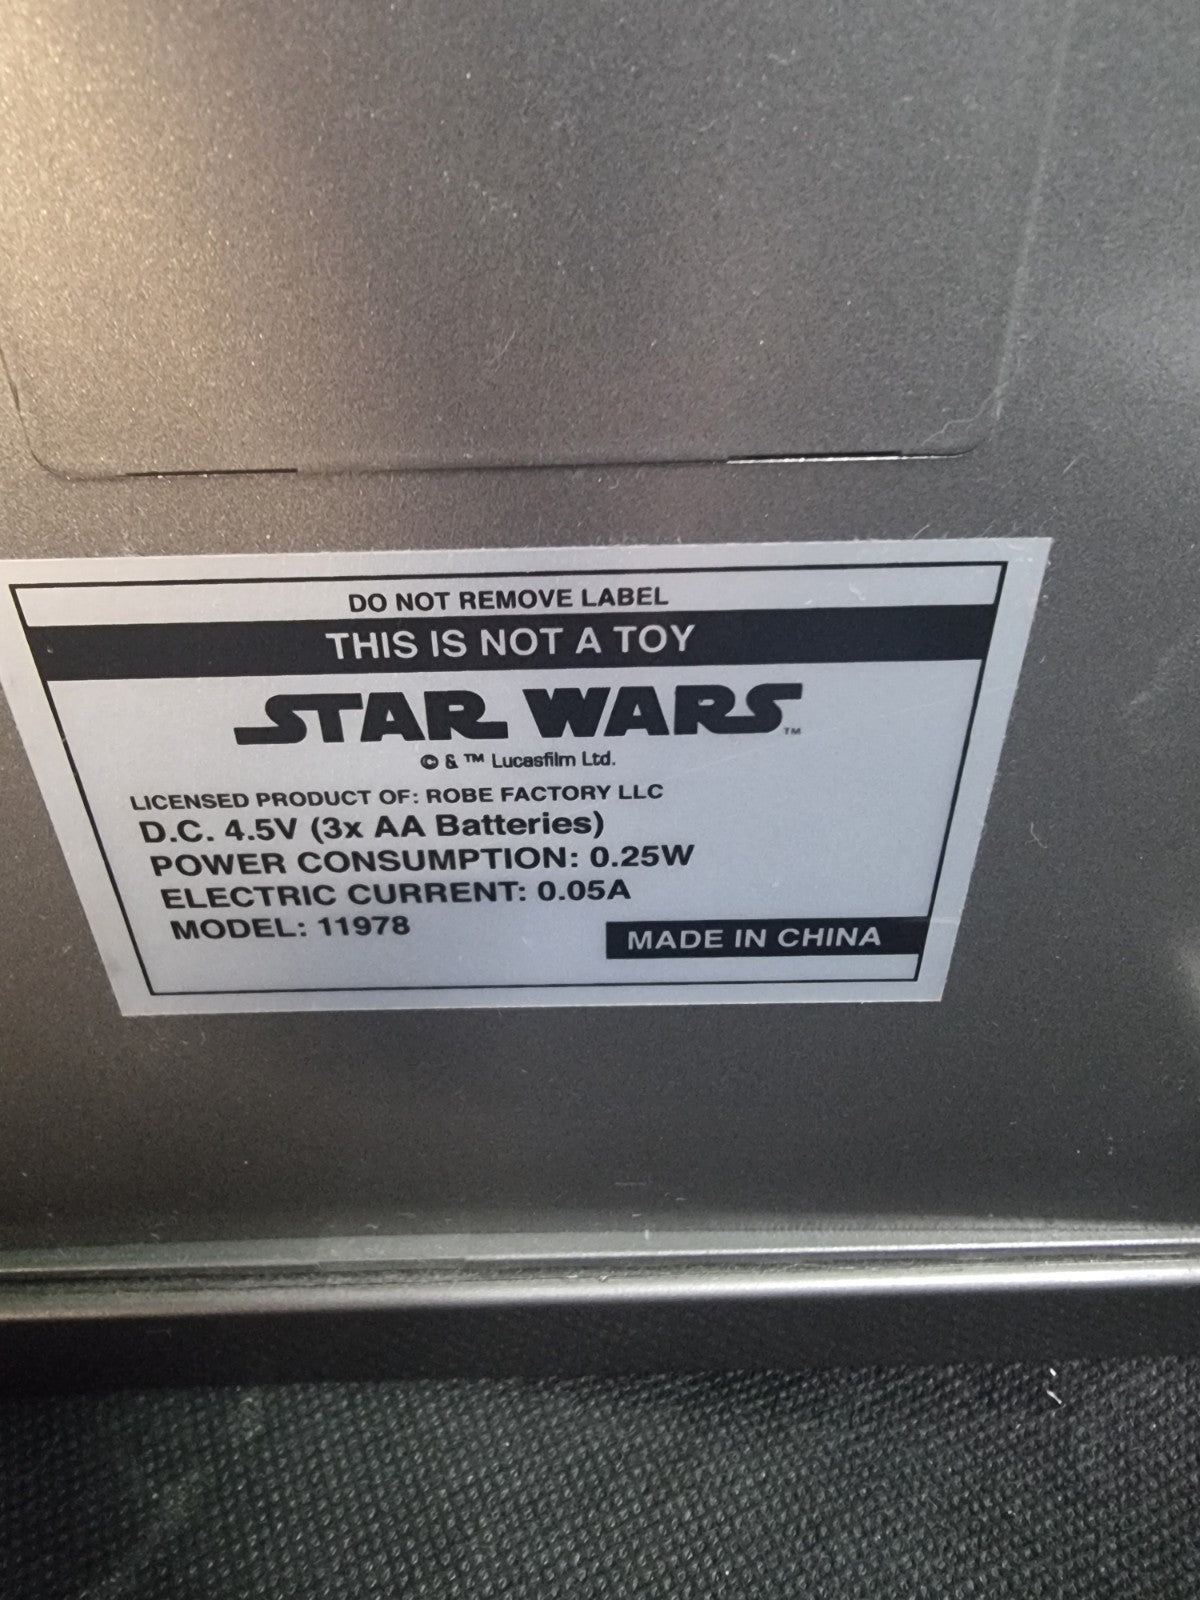 DO NOT REMOVE LABEL
THIS IS NOT A TOY
STAR WARS™
© & ™ Lucasfilm Ltd.
LICENSED PRODUCT OF: ROBE FACTORY LLC
D.C. 4.5V (3x AA Batteries)
POWER CONSUMPTION: 0.25W
ELECTRIC CURRENT: 0.05A
MODEL: 11978
MADE IN CHINA